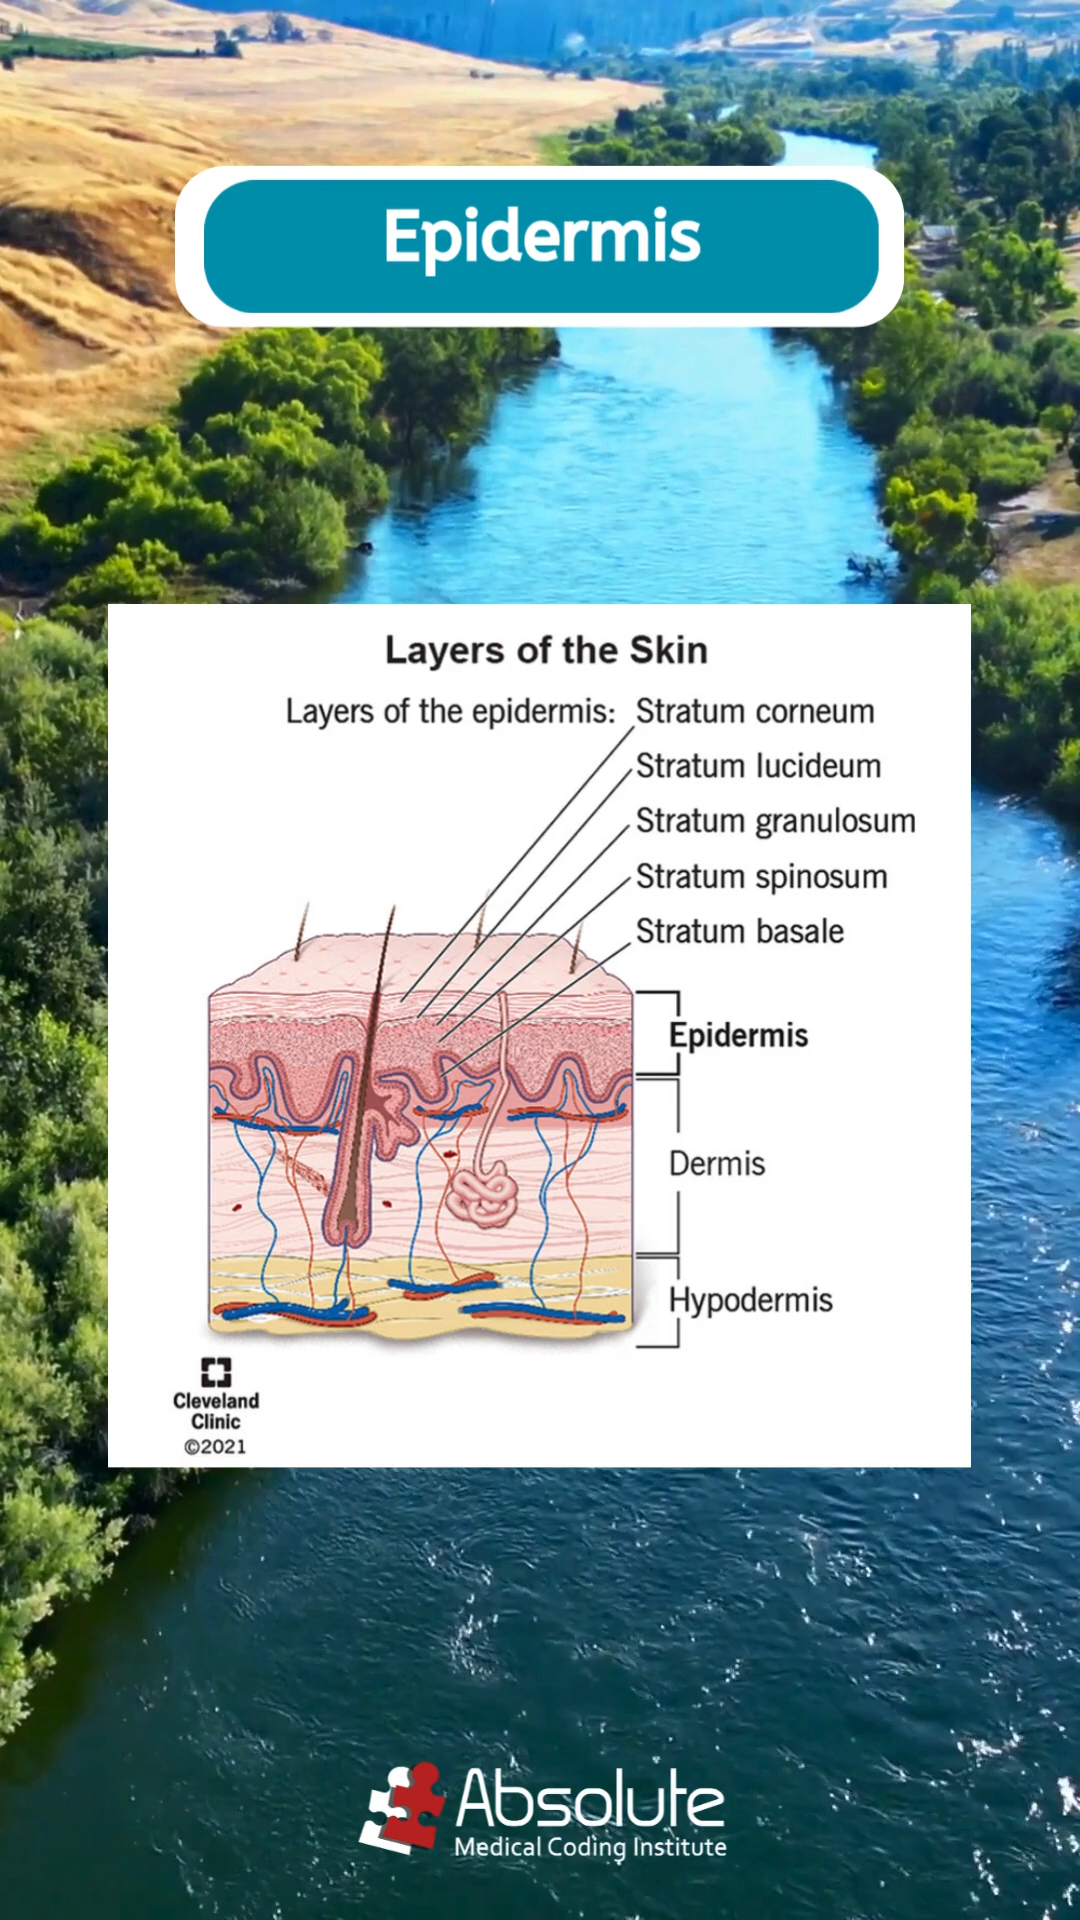 Epidermis
Layers of the Skin
Layers of the epidermis: Stratum corneum
Stratum lucideum
Stratum granulosum
Stratum spinosum
Stratum basale
Epidermis
Dermis
Hypodermis
Cleveland
Clinic
©2021
Absolute
Medical Coding Institute